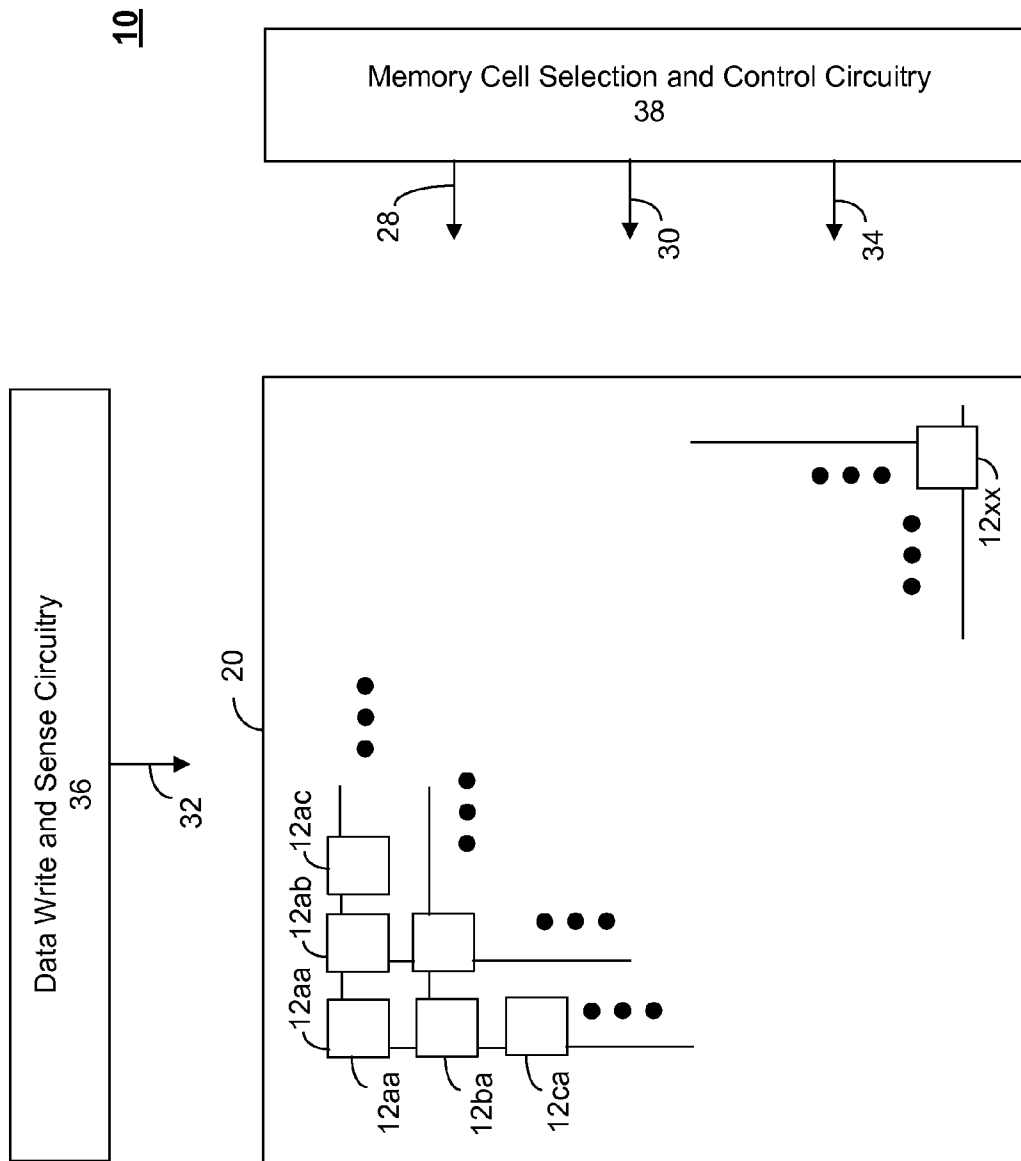 10
Memory Cell Selection and Control Circuitry
38
28
30
34
Data Write and Sense Circuitry
36
32
20
12aa
12ab
12ac
12aa
12ba
12ca
12xx